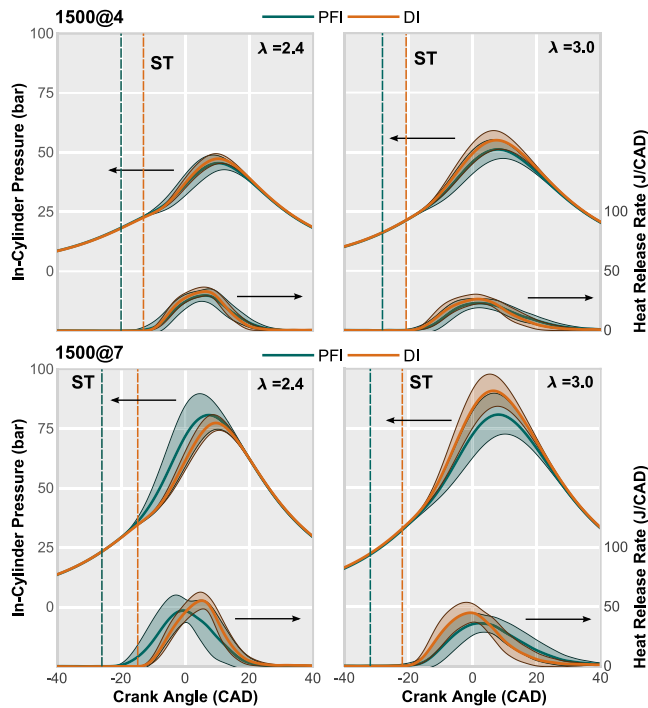 1500@4
PFI DI
In-Cylinder Pressure (bar)
100
75
50
25
0
ST
λ=2.4
ST
λ=3.0
Heat Release Rate (J/CAD)
100
50
0
1500@7
PFI DI
In-Cylinder Pressure (bar)
100
75
50
25
0
ST
λ=2.4
ST
λ=3.0
Heat Release Rate (J/CAD)
100
50
0
-40 -20 0 20 40 -40 -20 0 20 40
Crank Angle (CAD) Crank Angle (CAD)